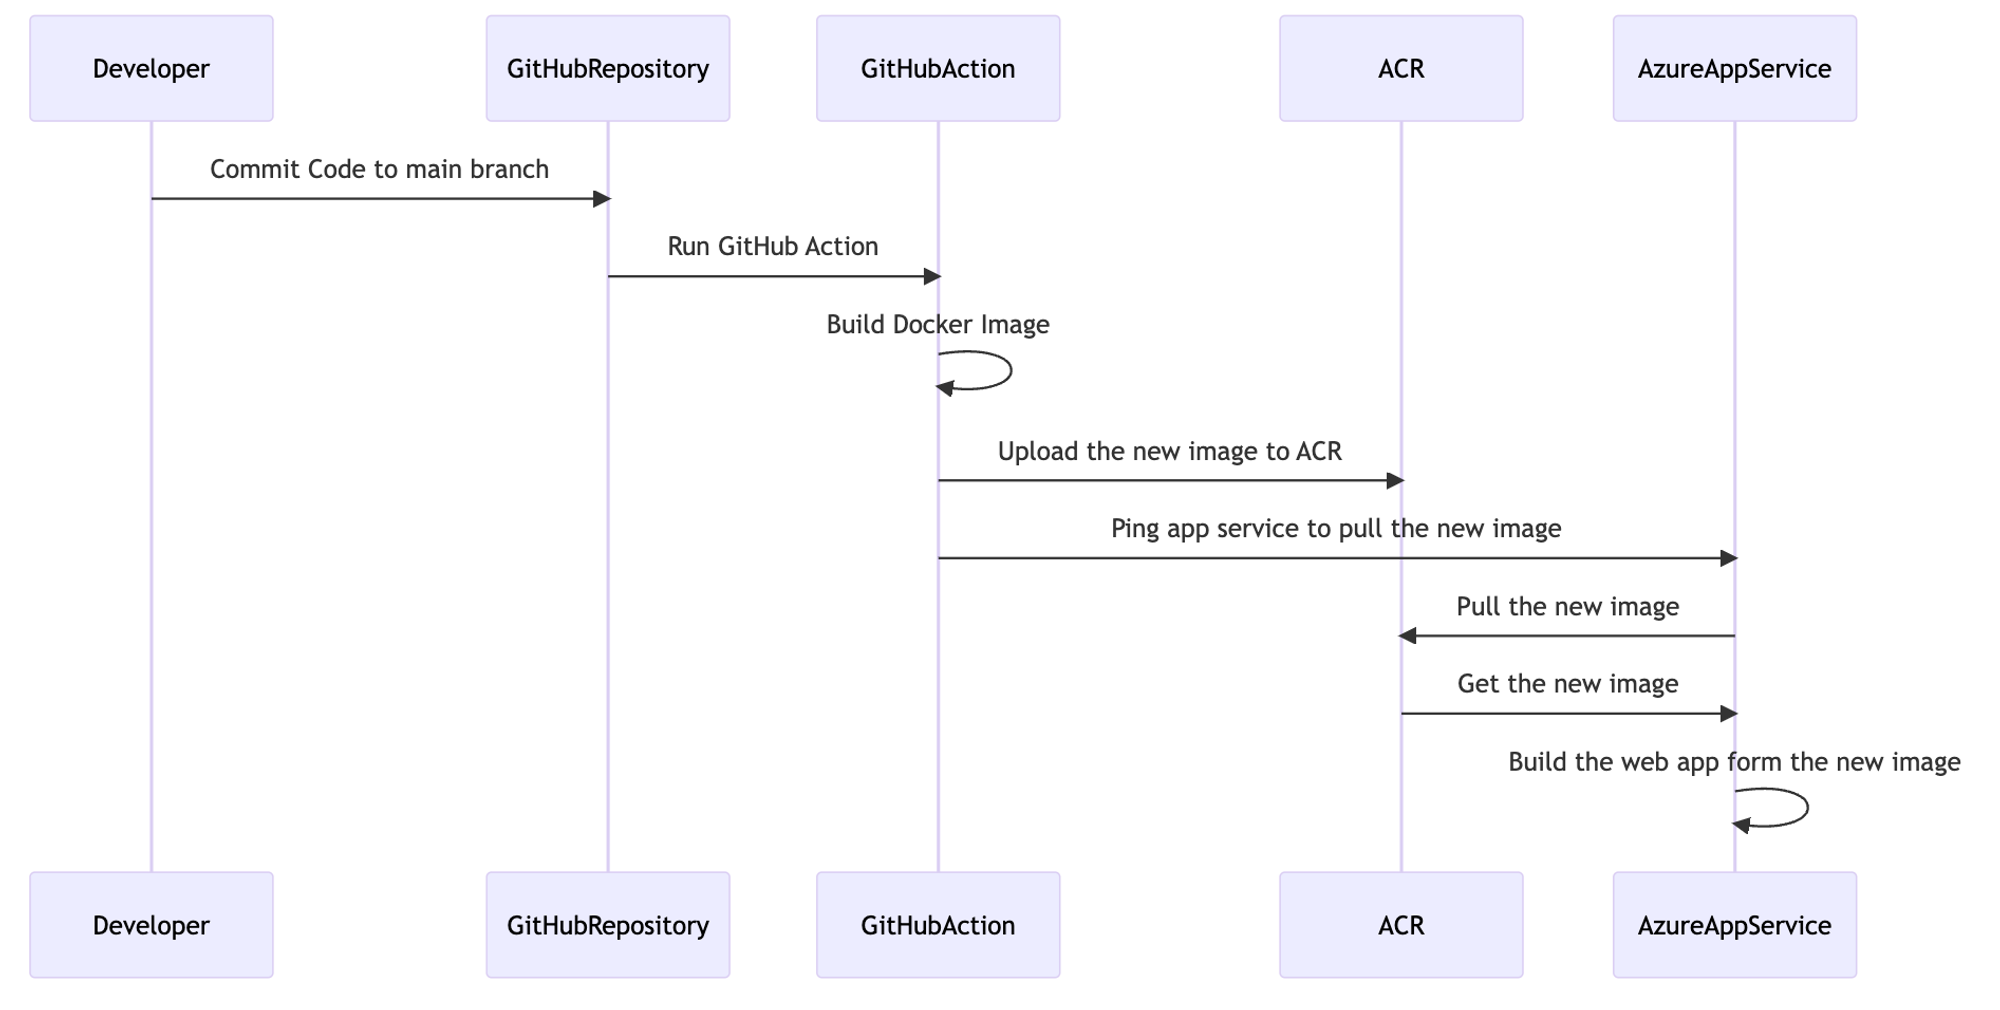 Developer
GitHubRepository
GitHubAction
ACR
AzureAppService
Commit Code to main branch
Run GitHub Action
Build Docker Image
Upload the new image to ACR
Ping app service to pull the new image
Pull the new image
Get the new image
Build the web app form the new image
Developer
GitHubRepository
GitHubAction
ACR
AzureAppService